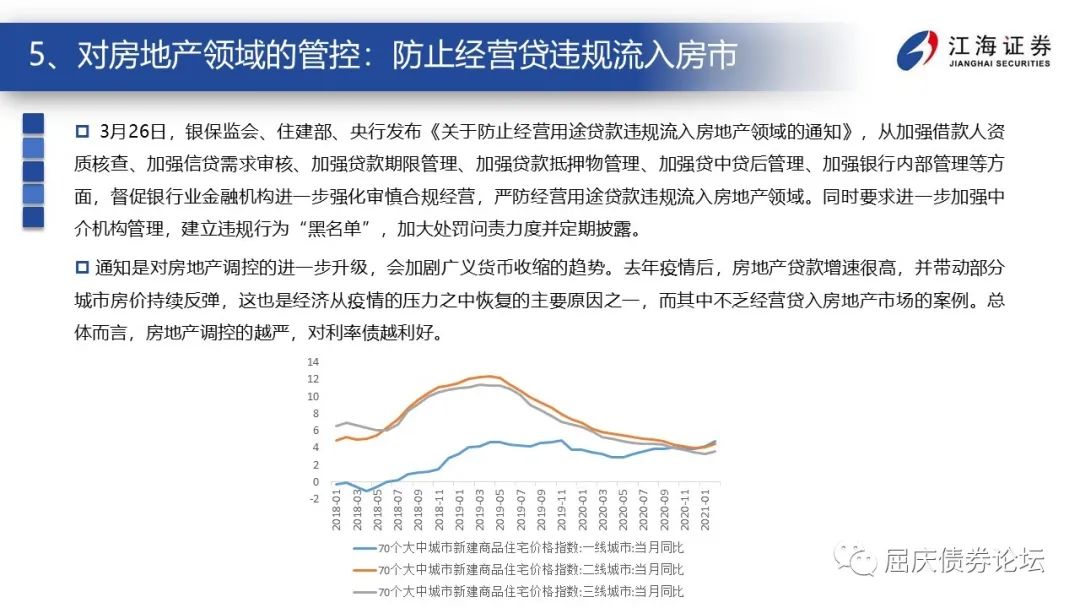 5、对房地产领域的管控：防止经营贷违规流入房市
江海证券
JIANGHAI SECURITIES
3月26日，银保监会、住建部、央行发布《关于防止经营用途贷款违规流入房地产领域的通知》，从加强借款人资
质核查、加强信贷需求审核、加强贷款期限管理、加强贷款抵押物管理、加强贷中贷后管理、加强银行内部管理等方
面，督促银行业金融机构进一步强化审慎合规经营，严防经营用途贷款违规流入房地产领域。同时要求进一步加强中
介机构管理，建立违规行为“黑名单”，加大处罚问责力度并定期披露。
通知是对房地产调控的进一步升级，会加剧广义货币收缩的趋势。去年疫情后，房地产贷款增速很高，并带动部分
城市房价持续反弹，这也是经济从疫情的压力之中恢复的主要原因之一，而其中不乏经营贷入房地产市场的案例。总
体而言，房地产调控的越严，对利率债越利好。
14
12
10
8
6
4
2
0
-2
2018-01
2018-03
2018-05
2018-07
2018-09
2018-11
2019-01
2019-03
2019-05
2019-07
2019-09
2019-11
2020-01
2020-03
2020-05
2020-07
2020-09
2020-11
2021-01
70个大中城市新建商品住宅价格指数:一线城市:当月同比
70个大中城市新建商品住宅价格指数:二线城市:当月同比
70个大中城市新建商品住宅价格指数:三线城市:当月同比
屈庆债券论坛